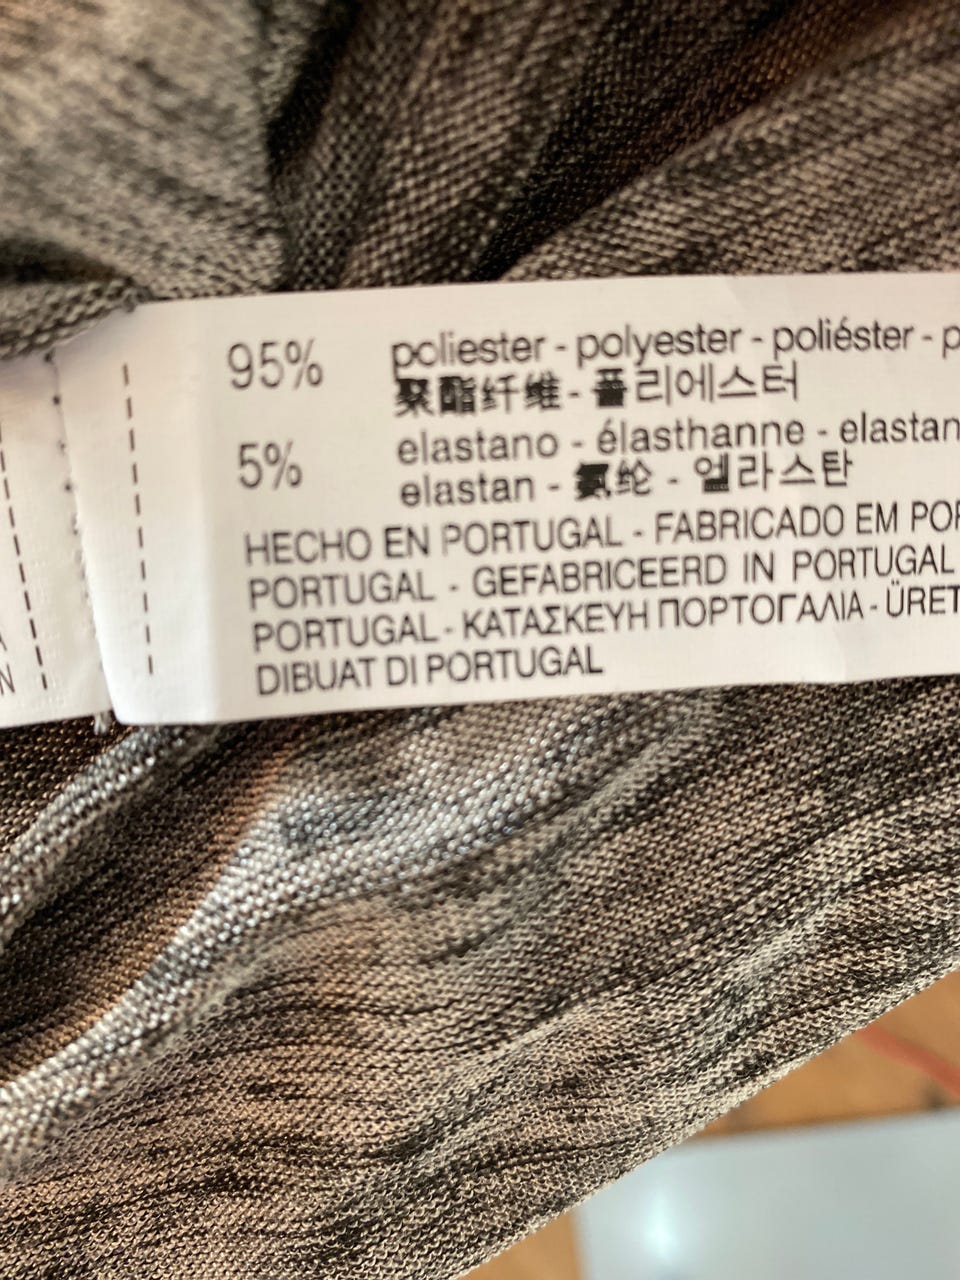 95% poliester - polyester - poliéster - p
聚酯纤维 - 폴리에스터
5% elastano - élasthanne - elastan
elastan - 氨纶 - 엘라스탄
HECHO EN PORTUGAL - FABRICADO EM POR
PORTUGAL - GEFABRICEERD IN PORTUGAL
PORTUGAL - ΚΑΤΑΣΚΕΥΗ ΠΟΡΤΟΓΑΛΙΑ - ÜRET
DIBUAT DI PORTUGAL
A
N